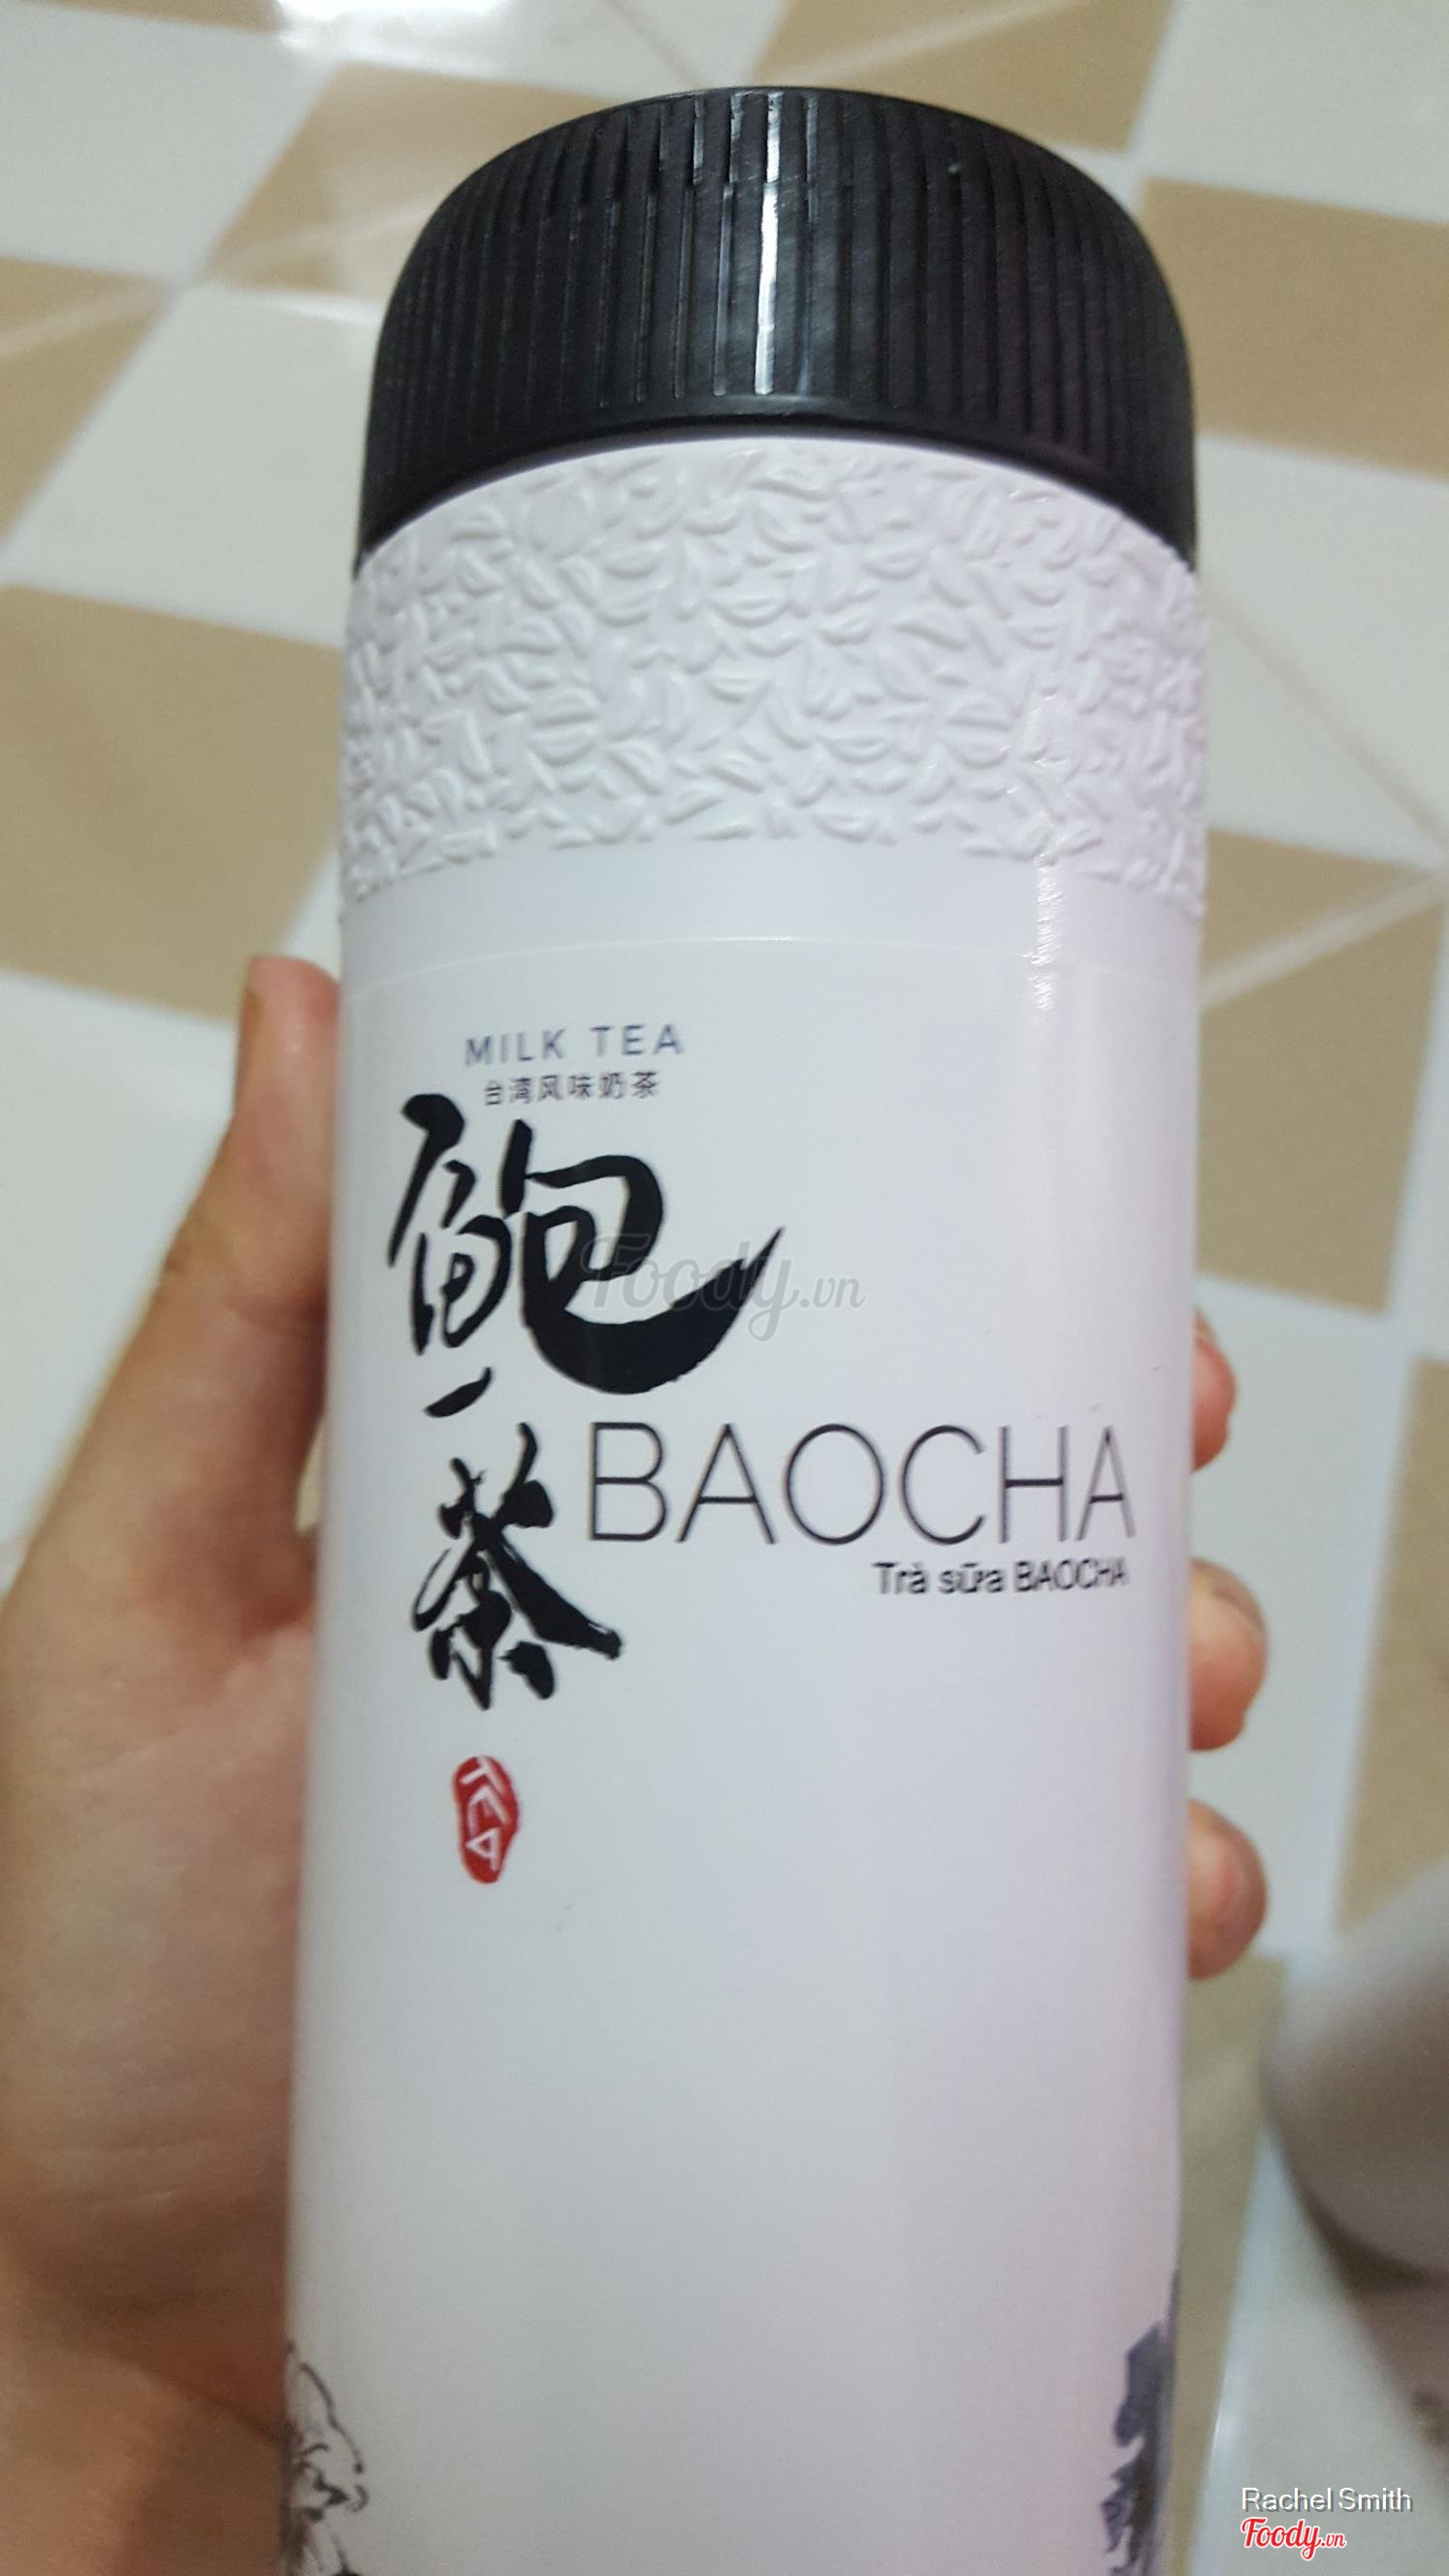 MILK TEA
台湾风味奶茶
鲍
茶
BAOCHA
Trà sữa BAOCHA
TEA
Foody.vn
Rachel Smith
Foody.vn